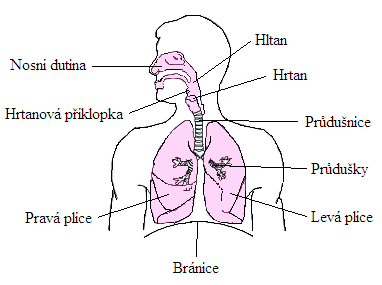 Hltan
Nosní dutina
Hrtan
Hrtanová příklopka
Průdušnice
Průdušky
Pravá plíce
Levá plíce
Bránice